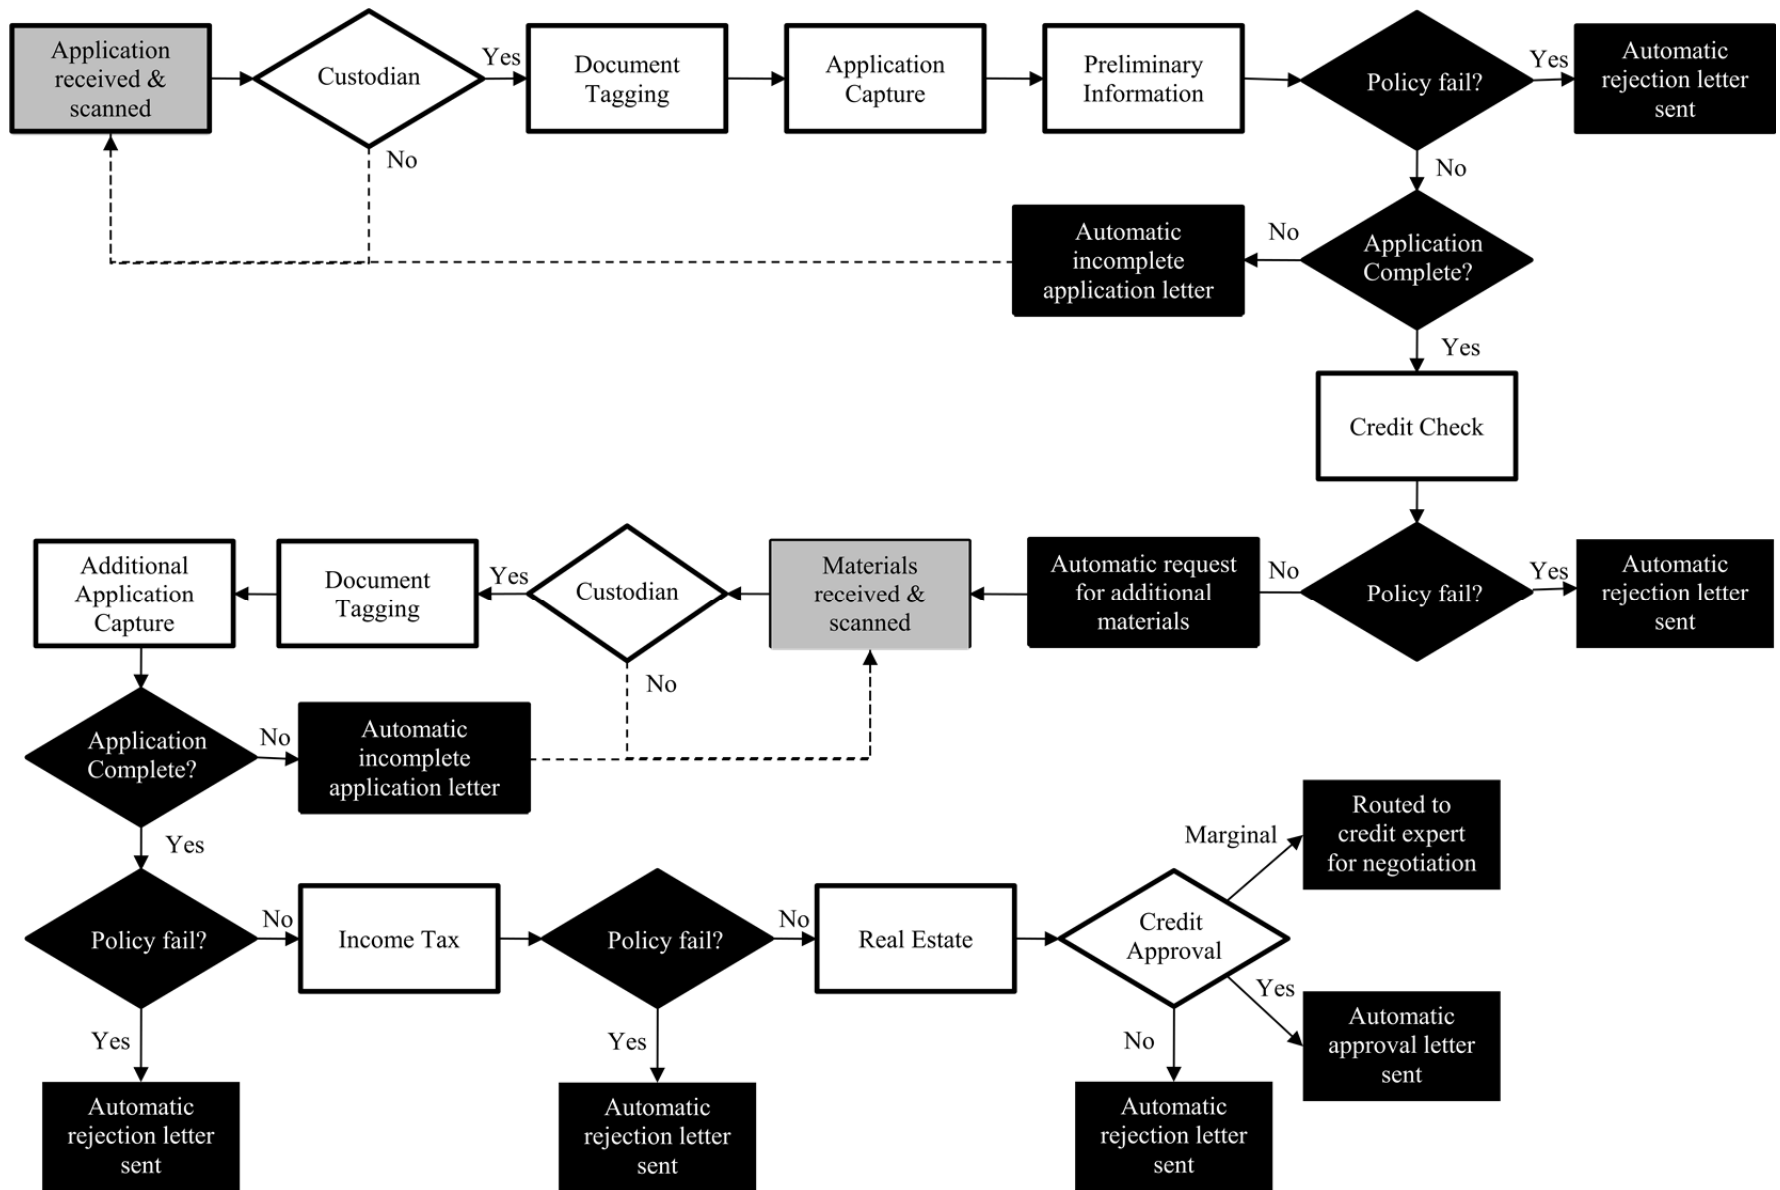 Application
received &
scanned
Custodian
Yes
No
Document
Tagging
Application
Capture
Preliminary
Information
Policy fail?
Yes
Automatic
rejection letter
sent
No
Application
Complete?
No
Automatic
incomplete
application letter
Yes
Credit Check
Policy fail?
Yes
Automatic
rejection letter
sent
No
Automatic request
for additional
materials
Materials
received &
scanned
Custodian
Yes
No
Document
Tagging
Additional
Application
Capture
Application
Complete?
No
Automatic
incomplete
application letter
Yes
Policy fail?
No
Income Tax
Policy fail?
No
Real Estate
Credit
Approval
Marginal
Routed to
credit expert
for negotiation
Yes
Automatic
approval letter
sent
Yes
Automatic
rejection letter
sent
Yes
Automatic
rejection letter
sent
No
Automatic
rejection letter
sent